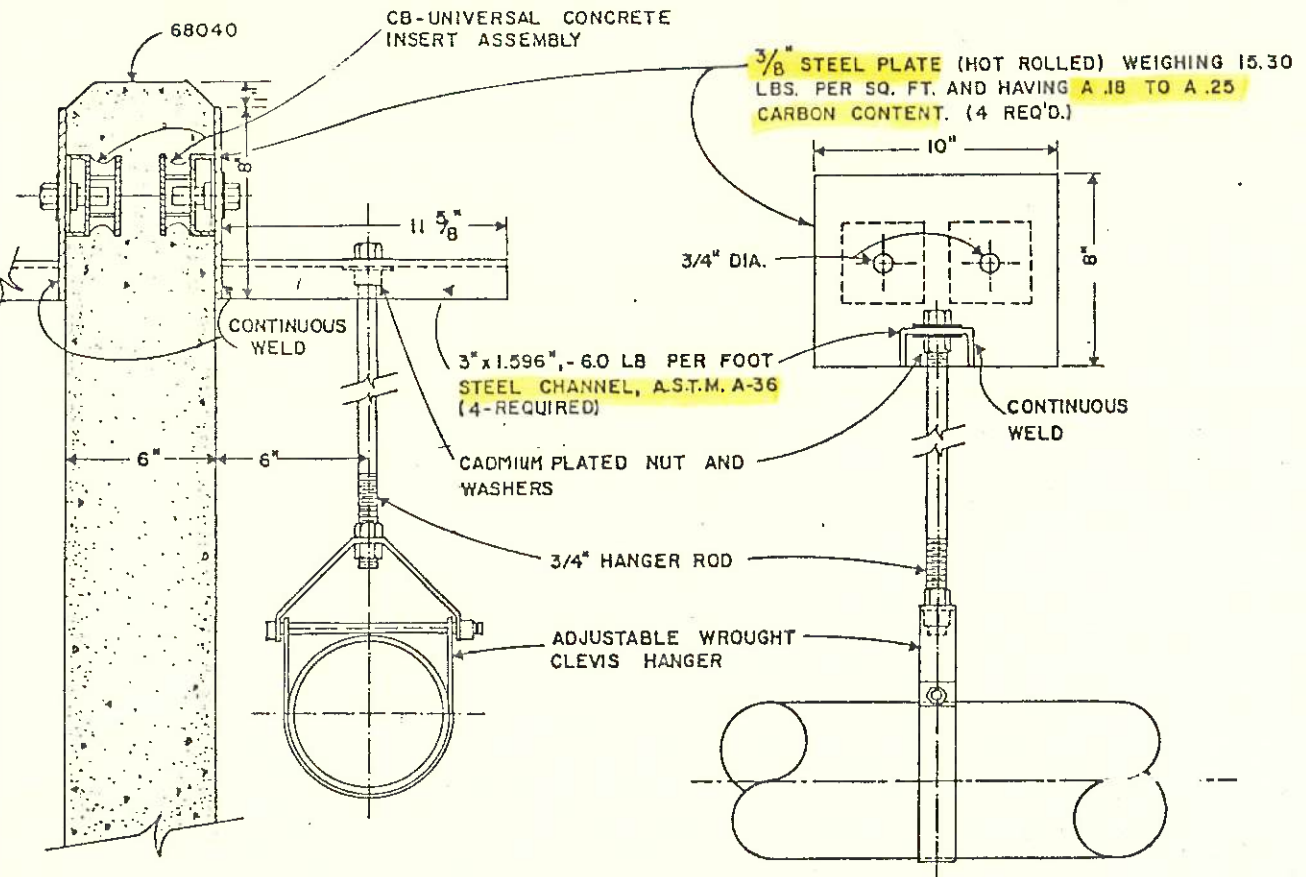 68040
CB-UNIVERSAL CONCRETE
INSERT ASSEMBLY
3/8" STEEL PLATE (HOT ROLLED) WEIGHING 15.30
LBS. PER SQ. FT. AND HAVING A .18 TO A .25
CARBON CONTENT. (4 REQ'D.)
1"
8"
10"
11 5/8"
3/4" DIA.
8"
CONTINUOUS
WELD
3" x 1.596", - 6.0 LB PER FOOT
STEEL CHANNEL, A.S.T.M. A-36
(4-REQUIRED)
CONTINUOUS
WELD
6"
6"
CADMIUM PLATED NUT AND
WASHERS
3/4" HANGER ROD
ADJUSTABLE WROUGHT
CLEVIS HANGER